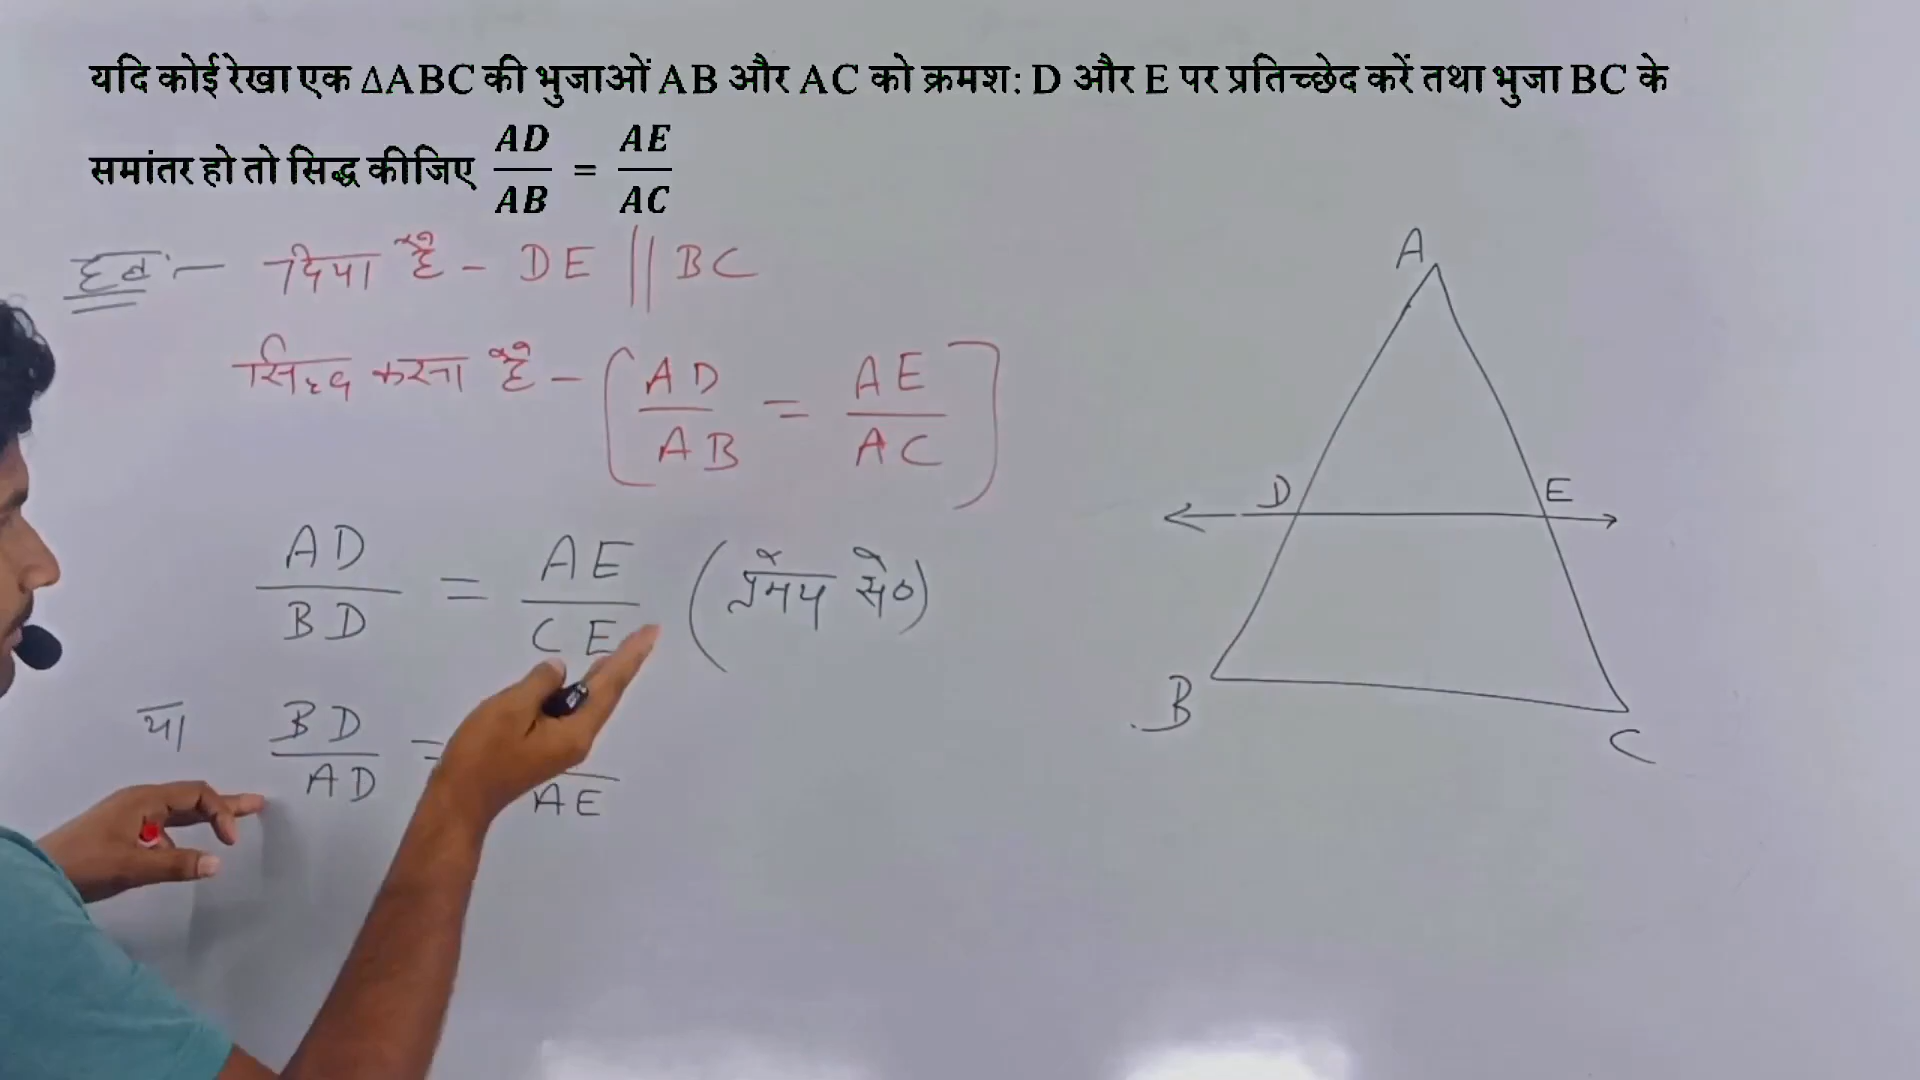 यदि कोई रेखा एक ΔABC की भुजाओं AB और AC को क्रमश: D और E पर प्रतिच्छेद करें तथा भुजा BC के
समांतर हो तो सिद्ध कीजिए AD/AB = AE/AC
हल :- दिया है - DE || BC
सिद्ध करना है - [AD/AB = AE/AC]
AD/BD = AE/CE (प्रमेय से०)
या BD/AD = /AE
A
D E
B
C